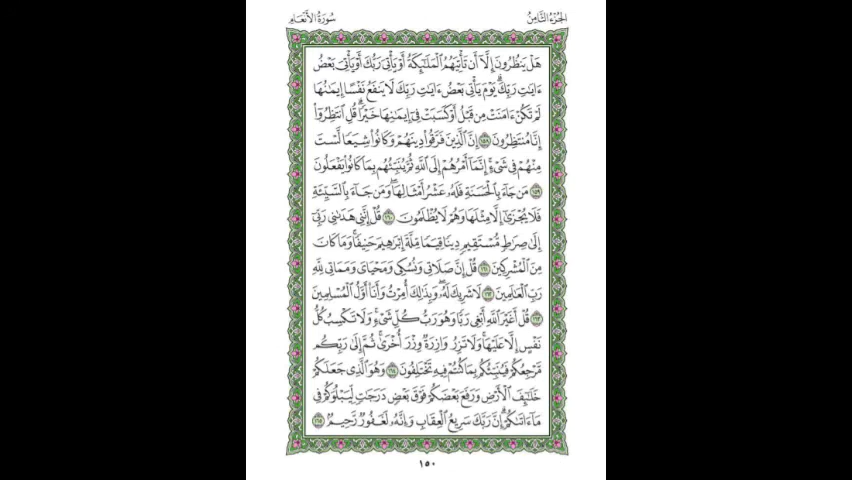 الجزء الثامن
سورة الأنعام
هَلْ يَنظُرُونَ إِلَّآ أَن تَأْتِيَهُمُ ٱلْمَلَٰٓئِكَةُ أَوْ يَأْتِيَ رَبُّكَ أَوْ يَأْتِيَ بَعْضُ
ءَايَٰتِ رَبِّكَ ۗ يَوْمَ يَأْتِي بَعْضُ ءَايَٰتِ رَبِّكَ لَا يَنفَعُ نَفْسًا إِيمَٰنُهَا
لَمْ تَكُنْ ءَامَنَتْ مِن قَبْلُ أَوْ كَسَبَتْ فِىٓ إِيمَٰنِهَا خَيْرًا ۗ قُلِ ٱنتَظِرُوٓا۟
إِنَّا مُنتَظِرُونَ ١٥٨ إِنَّ ٱلَّذِينَ فَرَّقُوا۟ دِينَهُمْ وَكَانُوا۟ شِيَعًا لَّسْتَ
مِنْهُمْ فِى شَىْءٍ ۚ إِنَّمَآ أَمْرُهُمْ إِلَى ٱللَّهِ ثُمَّ يُنَبِّئُهُم بِمَا كَانُوا۟ يَفْعَلُونَ
١٥٩ مَن جَآءَ بِٱلْحَسَنَةِ فَلَهُۥ عَشْرُ أَمْثَالِهَا ۖ وَمَن جَآءَ بِٱلسَّيِّئَةِ
فَلَا يُجْزَىٰٓ إِلَّا مِثْلَهَا وَهُمْ لَا يُظْلَمُونَ ١٦٠ قُلْ إِنَّنِى هَدَىٰنِى رَبِّىٓ
إِلَىٰ صِرَٰطٍ مُّسْتَقِيمٍ دِينًا قِيَمًا مِّلَّةَ إِبْرَٰهِيمَ حَنِيفًا ۚ وَمَا كَانَ
مِنَ ٱلْمُشْرِكِينَ ١٦١ قُلْ إِنَّ صَلَاتِى وَنُسُكِى وَمَحْيَاىَ وَمَمَاتِى لِلَّهِ
رَبِّ ٱلْعَٰلَمِينَ ١٦٢ لَا شَرِيكَ لَهُۥ ۖ وَبِذَٰلِكَ أُمِرْتُ وَأَنَا۠ أَوَّلُ ٱلْمُسْلِمِينَ
١٦٣ قُلْ أَغَيْرَ ٱللَّهِ أَبْغِى رَبًّا وَهُوَ رَبُّ كُلِّ شَىْءٍ ۚ وَلَا تَكْسِبُ كُلُّ
نَفْسٍ إِلَّا عَلَيْهَا ۚ وَلَا تَزِرُ وَازِرَةٌ وِزْرَ أُخْرَىٰ ۚ ثُمَّ إِلَىٰ رَبِّكُم
مَّرْجِعُكُمْ فَيُنَبِّئُكُم بِمَا كُنتُمْ فِيهِ تَخْتَلِفُونَ ١٦٤ وَهُوَ ٱلَّذِى جَعَلَكُمْ
خَلَٰٓئِفَ ٱلْأَرْضِ وَرَفَعَ بَعْضَكُمْ فَوْقَ بَعْضٍ دَرَجَٰتٍ لِّيَبْلُوَكُمْ فِى
مَآ ءَاتَىٰكُمْ ۗ إِنَّ رَبَّكَ سَرِيعُ ٱلْعِقَابِ وَإِنَّهُۥ لَغَفُورٌ رَّحِيمٌۢ ١٦٥
١٥٠